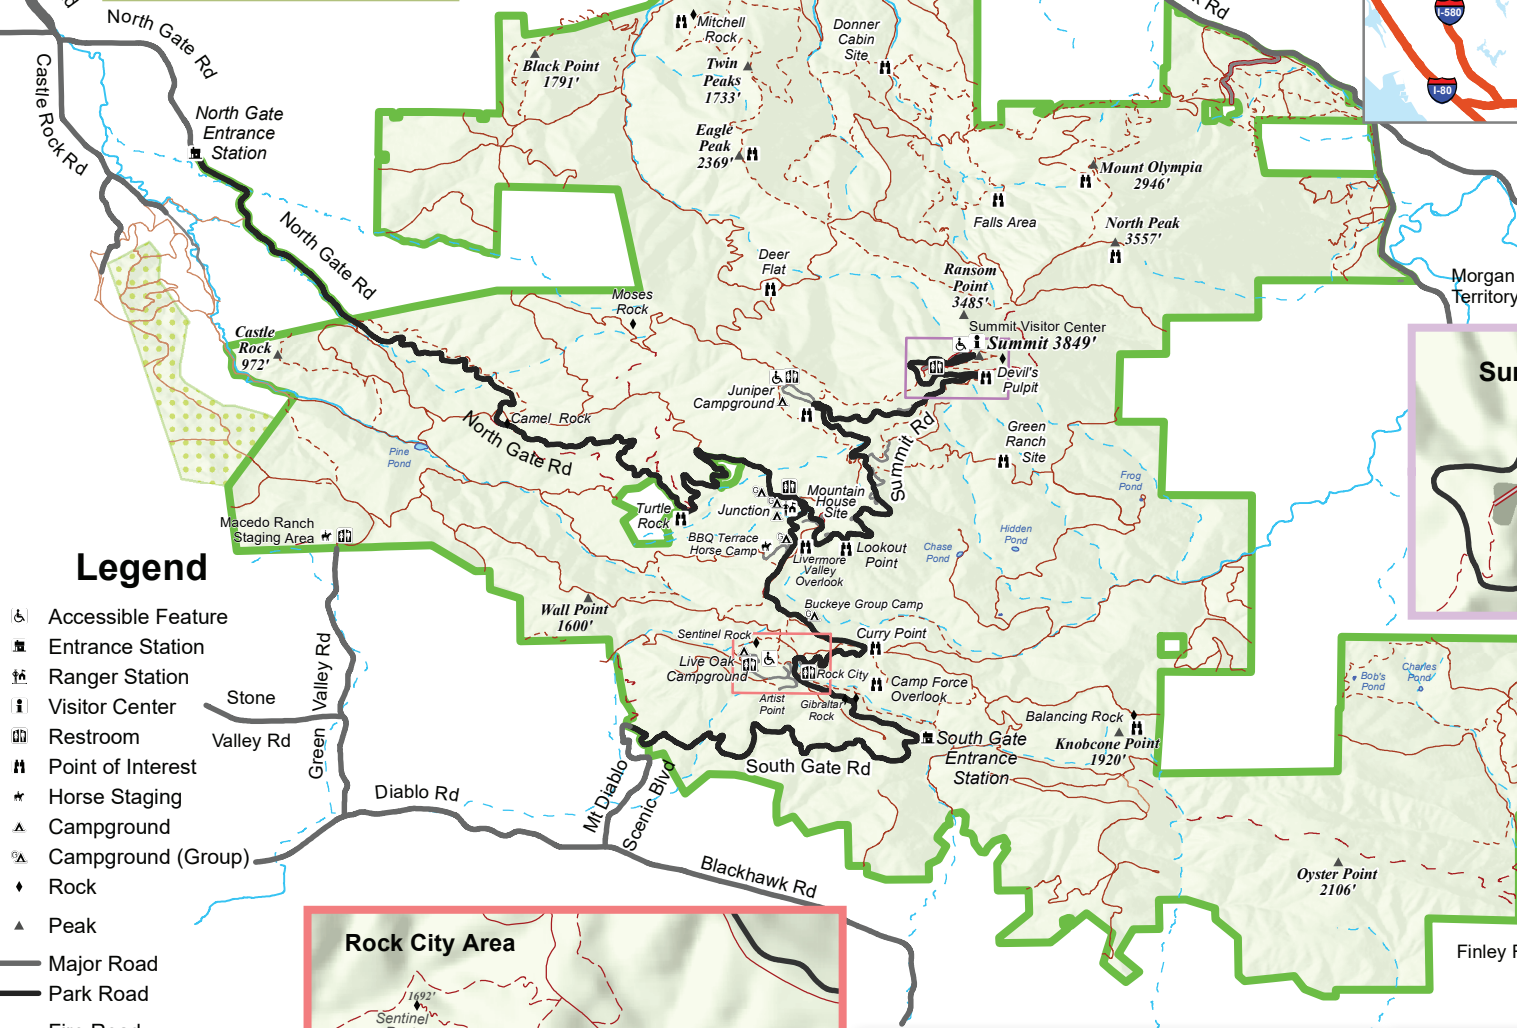 North Gate Rd
Castle Rock Rd
North Gate
Entrance
Station
North Gate Rd
Black Point
1791'
Mitchell
Rock
Twin
Peaks
1733'
Eagle
Peak
2369'
Donner
Cabin
Site
Rd
I-580
I-80
Mount Olympia
2946'
Falls Area
North Peak
3557'
Morgan
Territory
Deer
Flat
Moses
Rock
Ransom
Point
3485'
Summit Visitor Center
Summit 3849'
Devil's
Pulpit
Castle
Rock
972'
Juniper
Campground
Camel Rock
North Gate Rd
Summit Rd
Green
Ranch
Site
Pine
Pond
Frog
Pond
Hidden
Pond
Chase
Pond
Mountain
House
Site
Junction
Turtle
Rock
BBQ Terrace
Horse Camp
Livermore
Valley
Overlook
Lookout
Point
Macedo Ranch
Staging Area
Wall Point
1600'
Buckeye Group Camp
Sentinel Rock
Curry Point
Live Oak
Campground
Rock City
Artist
Point
Gibraltar
Rock
Camp Force
Overlook
Balancing Rock
Knobcone Point
1920'
Bob's
Pond
Charles
Pond
South Gate
Entrance
Station
South Gate Rd
Mt Diablo
Scenic Blvd
Green Valley Rd
Stone
Valley Rd
Diablo Rd
Blackhawk Rd
Oyster Point
2106'
Finley
Legend
Accessible Feature
Entrance Station
Ranger Station
Visitor Center
Restroom
Point of Interest
Horse Staging
Campground
Campground (Group)
Rock
Peak
Major Road
Park Road
Rock City Area
1692'
Sentinel